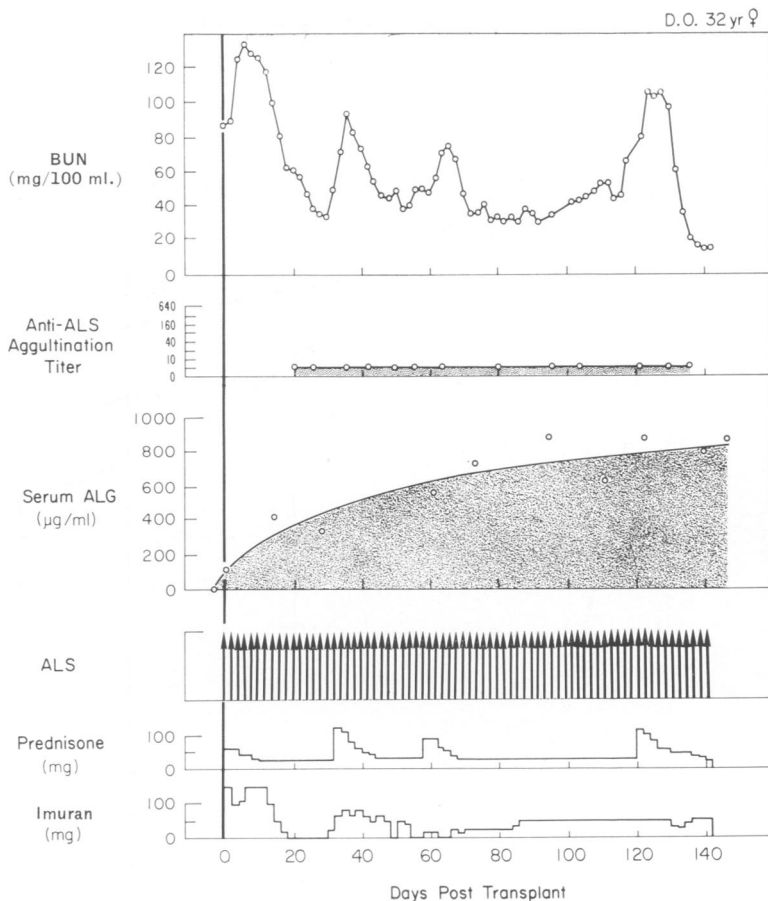 D.O. 32 yr ♀
BUN
(mg/100 ml.)
120
100
80
60
40
20
0
Anti-ALS
Aggultination
Titer
640
160
40
10
0
Serum ALG
(µg/ml)
1000
800
600
400
200
0
ALS
Prednisone
(mg)
100
0
Imuran
(mg)
100
0
0 20 40 60 80 100 120 140
Days Post Transplant